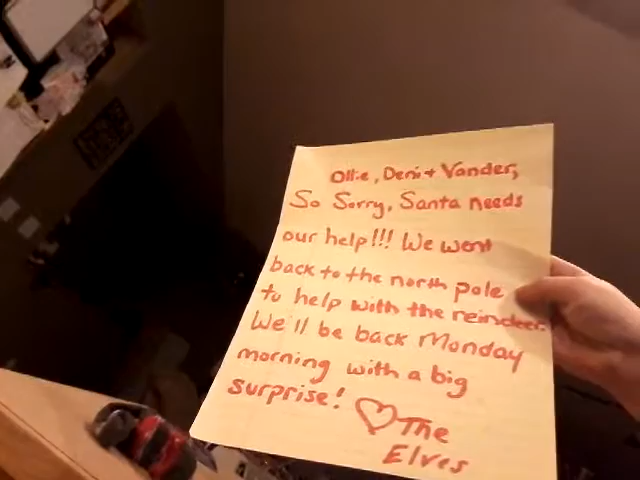 Ollie, Deni + Vander,
So Sorry, Santa needs
our help!!! We went
back to the north pole
to help with the reindeer.
We'll be back Monday
morning with a big
surprise! ♡ The
Elves